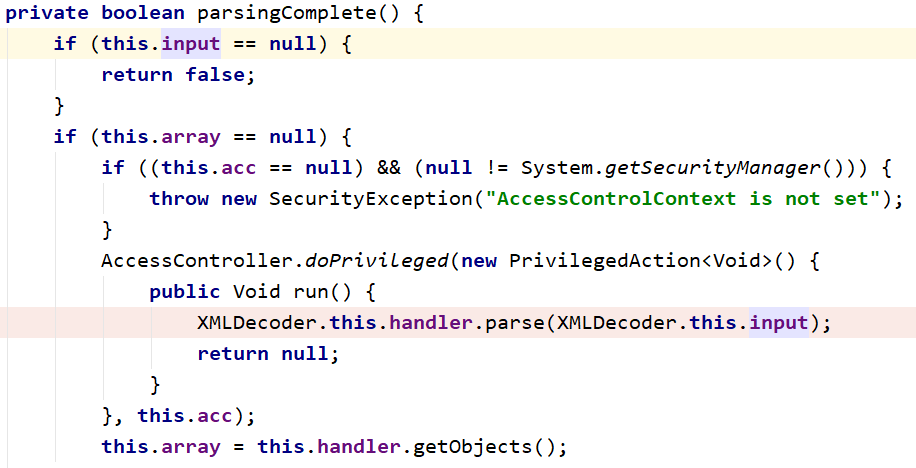 private boolean parsingComplete() {
    if (this.input == null) {
        return false;
    }
    if (this.array == null) {
        if ((this.acc == null) && (null != System.getSecurityManager())) {
            throw new SecurityException("AccessControlContext is not set");
        }
        AccessController.doPrivileged(new PrivilegedAction<Void>() {
            public Void run() {
                XMLDecoder.this.handler.parse(XMLDecoder.this.input);
                return null;
            }
        }, this.acc);
        this.array = this.handler.getObjects();